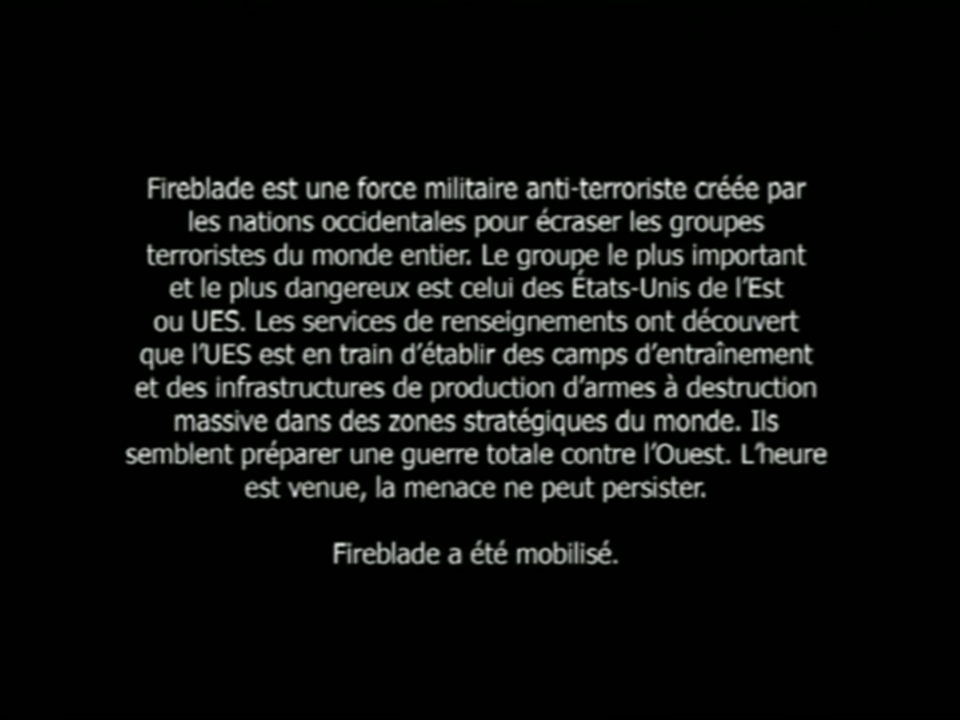 Fireblade est une force militaire anti-terroriste créée par
les nations occidentales pour écraser les groupes
terroristes du monde entier. Le groupe le plus important
et le plus dangereux est celui des États-Unis de l'Est
ou UES. Les services de renseignements ont découvert
que l'UES est en train d'établir des camps d'entraînement
et des infrastructures de production d'armes à destruction
massive dans des zones stratégiques du monde. Ils
semblent préparer une guerre totale contre l'Ouest. L'heure
est venue, la menace ne peut persister.
Fireblade a été mobilisé.